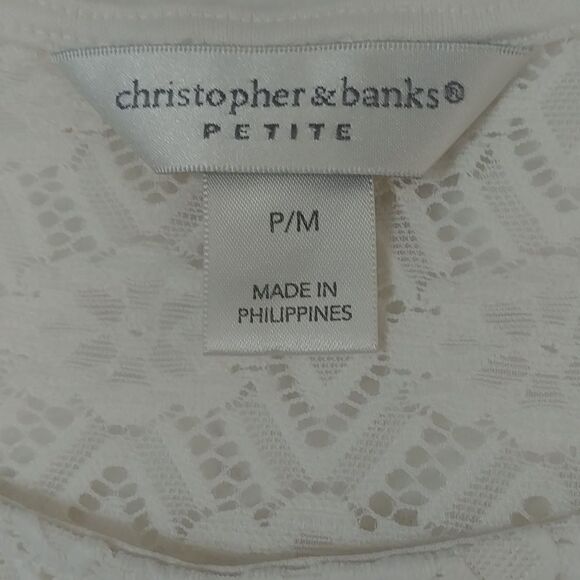 christopher & banks®
PETITE
P/M
MADE IN
PHILIPPINES